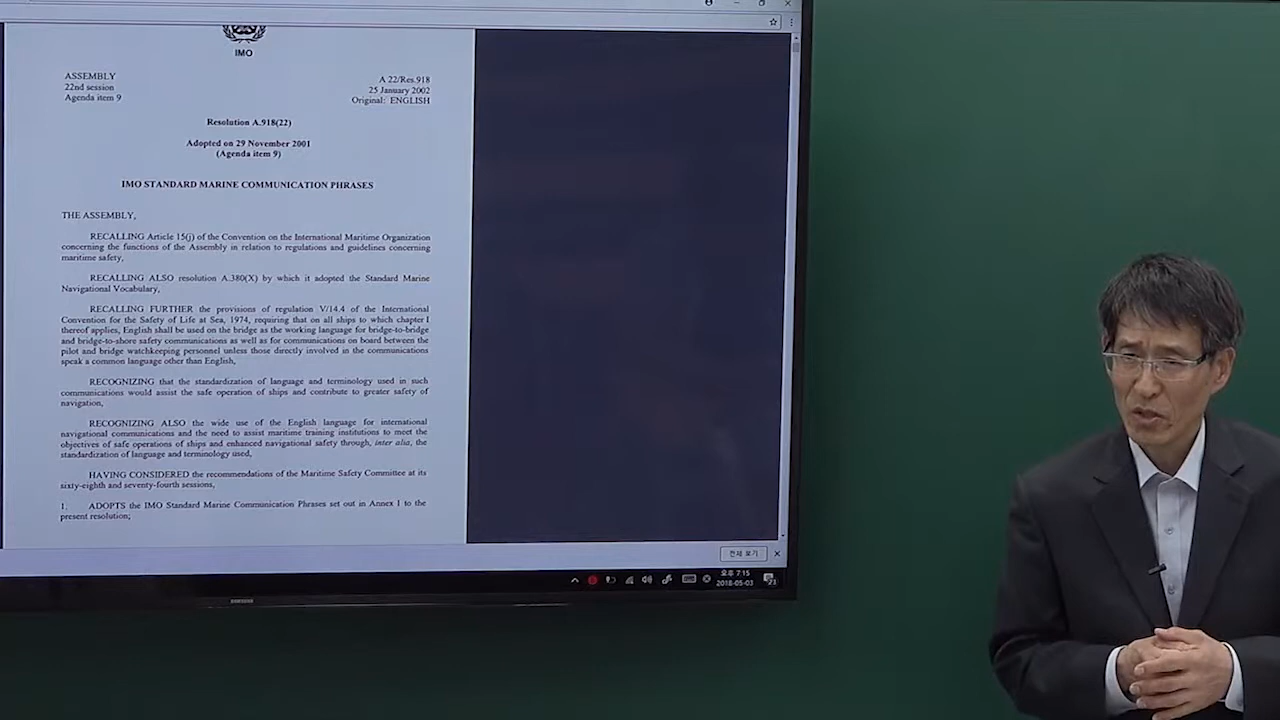 IMO
ASSEMBLY
22nd session
Agenda item 9
A 22/Res.918
25 January 2002
Original: ENGLISH
Resolution A.918(22)
Adopted on 29 November 2001
(Agenda item 9)
IMO STANDARD MARINE COMMUNICATION PHRASES
THE ASSEMBLY,
RECALLING Article 15(j) of the Convention on the International Maritime Organization
concerning the functions of the Assembly in relation to regulations and guidelines concerning
maritime safety,
RECALLING ALSO resolution A.380(X) by which it adopted the Standard Marine
Navigational Vocabulary,
RECALLING FURTHER the provisions of regulation V/14.4 of the International
Convention for the Safety of Life at Sea, 1974, requiring that on all ships to which chapter I
thereof applies, English shall be used on the bridge as the working language for bridge-to-bridge
and bridge-to-shore safety communications as well as for communications on board between the
pilot and bridge watchkeeping personnel unless those directly involved in the communications
speak a common language other than English,
RECOGNIZING that the standardization of language and terminology used in such
communications would assist the safe operation of ships and contribute to greater safety of
navigation,
RECOGNIZING ALSO the wide use of the English language for international
navigational communications and the need to assist maritime training institutions to meet the
objectives of safe operations of ships and enhanced navigational safety through, inter alia, the
standardization of language and terminology used,
HAVING CONSIDERED the recommendations of the Maritime Safety Committee at its
sixty-eighth and seventy-fourth sessions,
1. ADOPTS the IMO Standard Marine Communication Phrases set out in Annex 1 to the
present resolution;
전체 보기
오후 7:15
2018-05-03
SAMSUNG